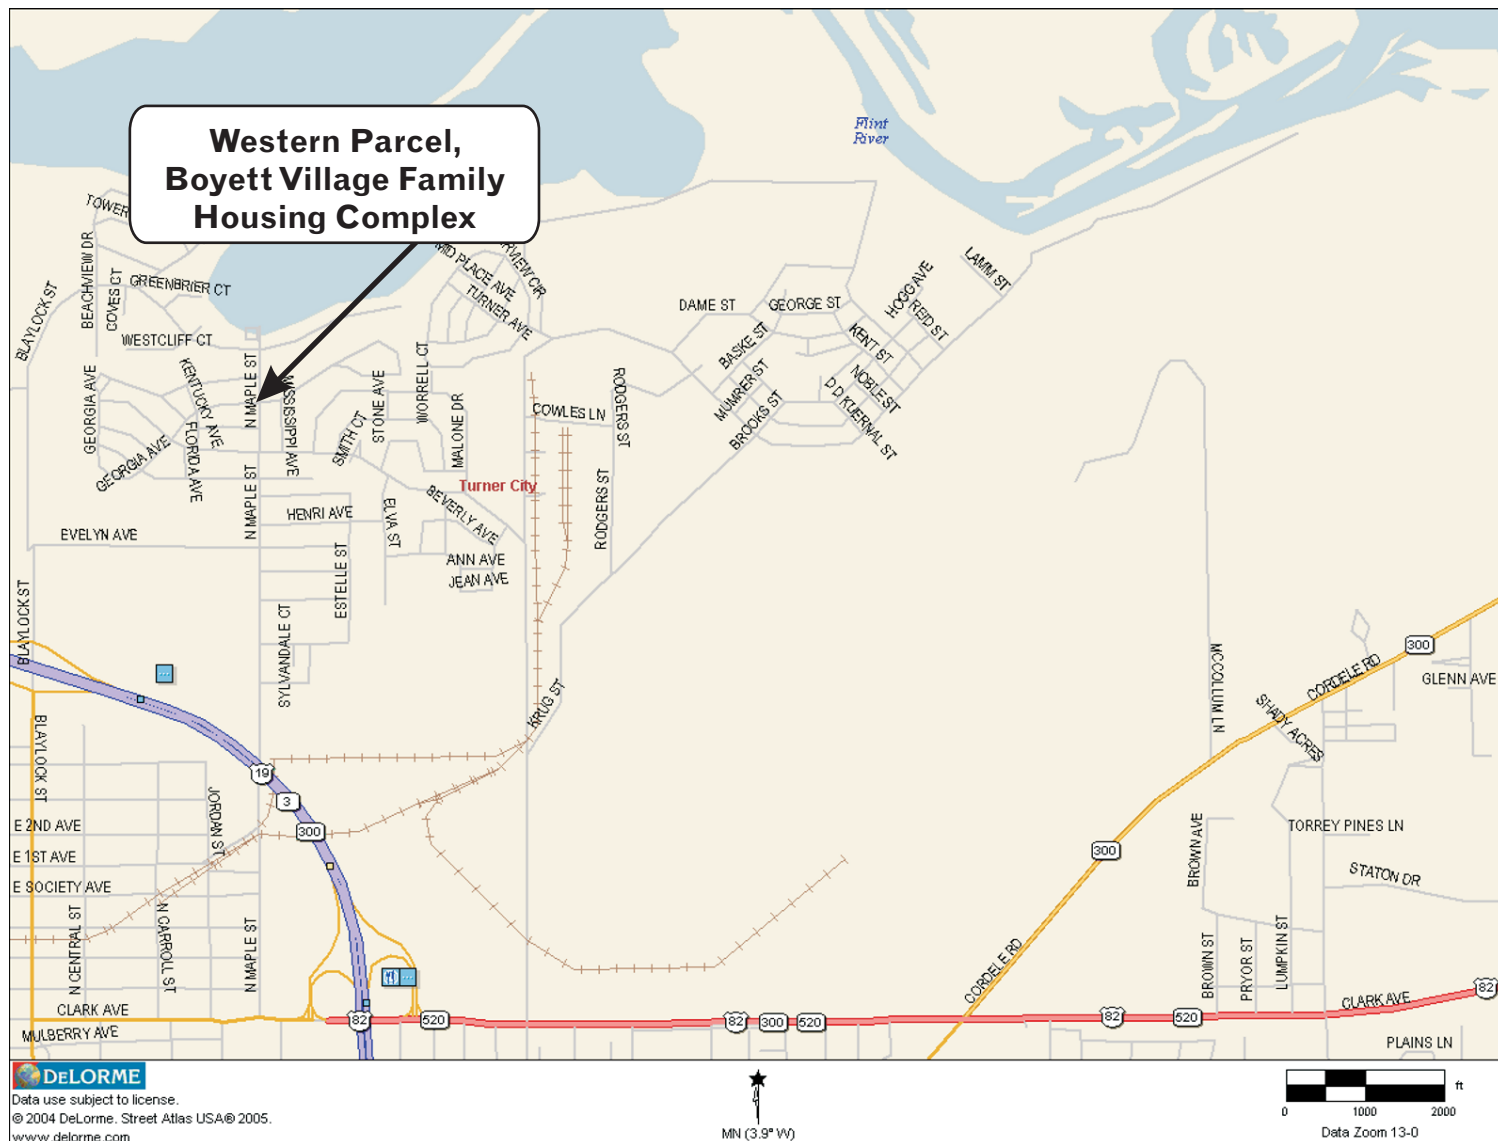 Western Parcel,
Boyett Village Family
Housing Complex
Flint
River
TOWER
BEACHVIEW DR
COVES CT
GREENBRIER CT
BLAYLOCK ST
WESTCLIFF CT
MID PLACE AVE
TURNER AVE
RVIEW CIR
DAME ST
GEORGE ST
HOGG AVE
REID ST
LAMM ST
KENT ST
BASKE ST
NOBLE ST
MUMRER ST
D D KUERNAL ST
BROOKS ST
GEORGIA AVE
KENTUCKY AVE
N MAPLE ST
MISSISSIPPI AVE
STONE AVE
WORRELL CT
MALONE DR
SMITH CT
COWLES LN
RODGERS ST
GEORGIA AVE
FLORIDA AVE
N MAPLE ST
Turner City
RODGERS ST
HENRI AVE
ELVA ST
BEVERLY AVE
EVELYN AVE
ANN AVE
JEAN AVE
ESTELLE ST
BLAYLOCK ST
SYLVANDALE CT
KRUG ST
MCCOLLUM LN
300
CORDELE RD
GLENN AVE
SHADY ACRES
BLAYLOCK ST
19
3
300
JORDAN ST
E 2ND AVE
E 1ST AVE
E SOCIETY AVE
300
TORREY PINES LN
BROWN AVE
STATON DR
N CENTRAL ST
N CARROLL ST
N MAPLE ST
CORDELE RD
BROWN ST
PRYOR ST
LUMPKIN ST
CLARK AVE
82
CLARK AVE
82
520
82
300
520
82
520
MULBERRY AVE
PLAINS LN
DELORME
Data use subject to license.
© 2004 DeLorme. Street Atlas USA® 2005.
www.delorme.com
MN (3.9° W)
ft
0 1000 2000
Data Zoom 13-0